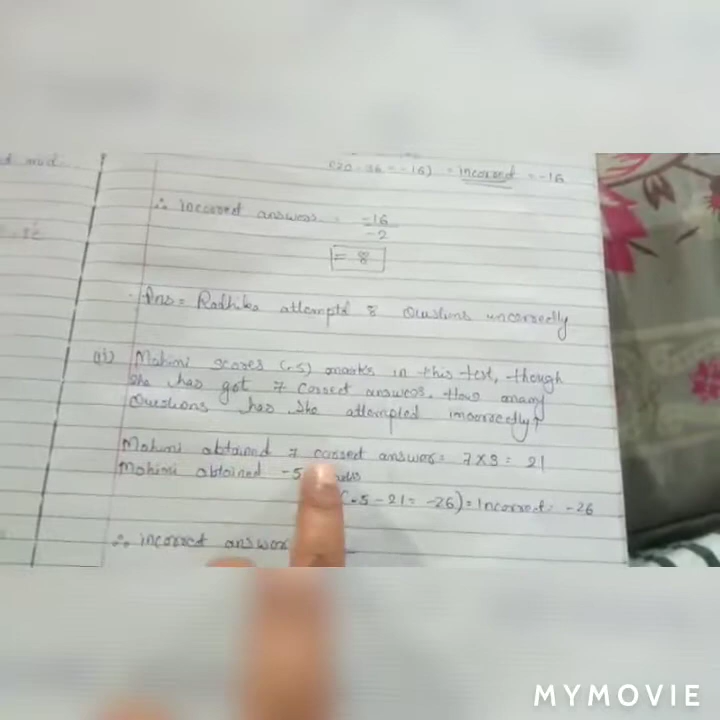 (20 - 36 = -16) = incorrect = -16
∴ incorrect answers = -16
-2
= 8
Ans = Radhika attempts 8 Questions incorrectly
(ii) Mohini scores (-5) marks in this test, though
she has got 7 correct answers. How many
Questions has she attempted incorrectly?
Mohini obtained 7 correct answer = 7 x 3 = 21
Mohini obtained -5
(-5 - 21 = -26) = Incorrect = -26
∴ incorrect answer
MYMOVIE